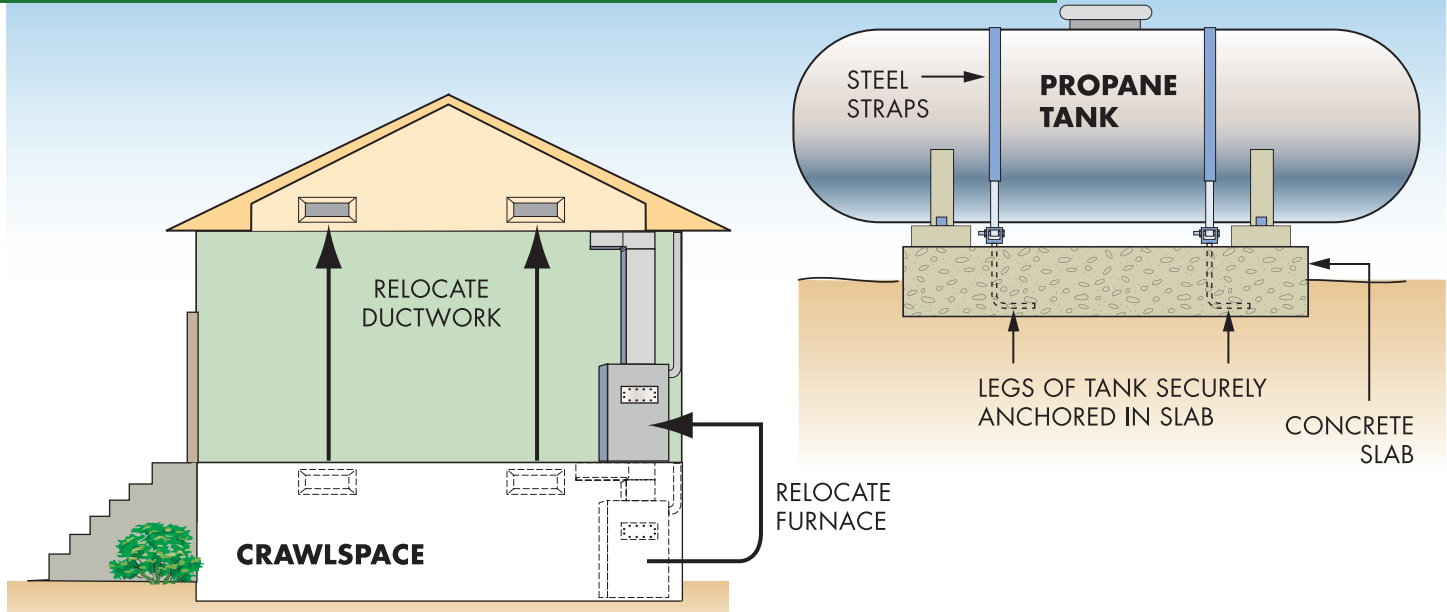 RELOCATE
DUCTWORK
CRAWLSPACE
RELOCATE
FURNACE
STEEL
STRAPS
PROPANE
TANK
LEGS OF TANK SECURELY
ANCHORED IN SLAB
CONCRETE
SLAB